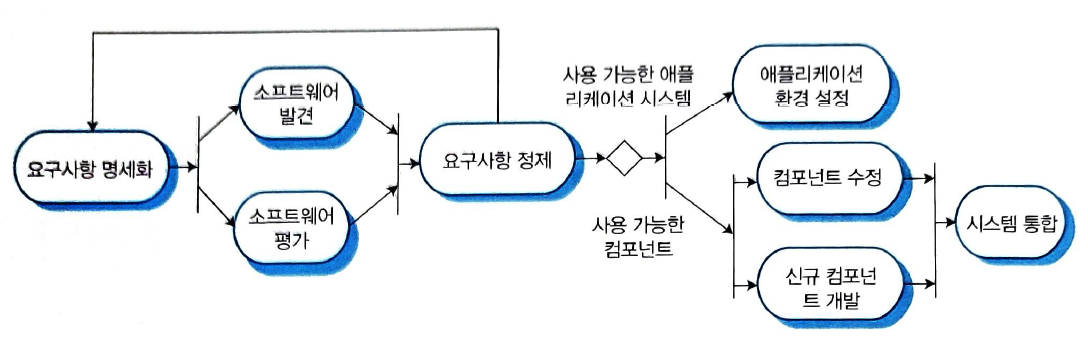 요구사항 명세화
소프트웨어
발견
소프트웨어
평가
요구사항 정제
사용 가능한 애플
리케이션 시스템
사용 가능한
컴포넌트
애플리케이션
환경 설정
컴포넌트 수정
신규 컴포넌
트 개발
시스템 통합